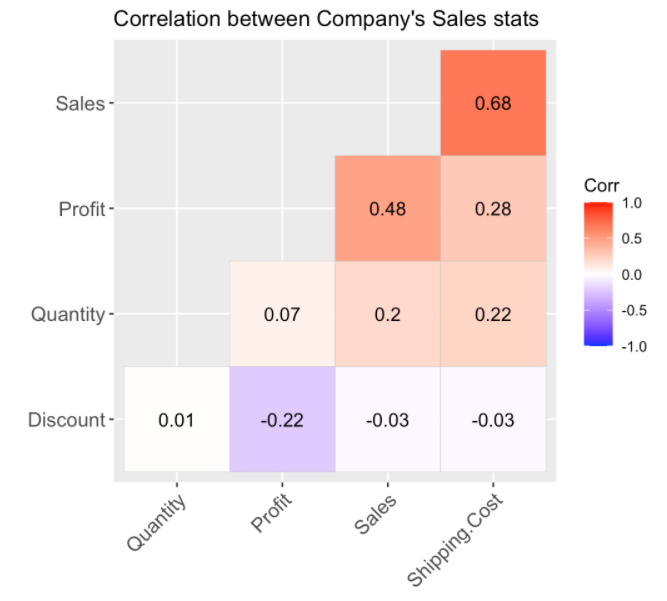 Correlation between Company's Sales stats
Sales 0.68
Profit 0.48 0.28
Quantity 0.07 0.2 0.22
Discount 0.01 -0.22 -0.03 -0.03
Quantity Profit Sales Shipping.Cost
Corr
1.0
0.5
0.0
-0.5
-1.0